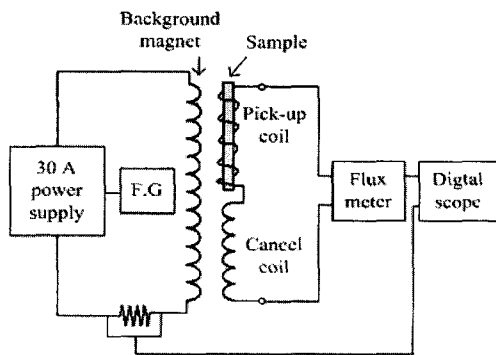 Background
magnet
Sample
Pick-up
coil
30 A
power
supply
F.G
Flux
meter
Digtal
scope
Cancel
coil